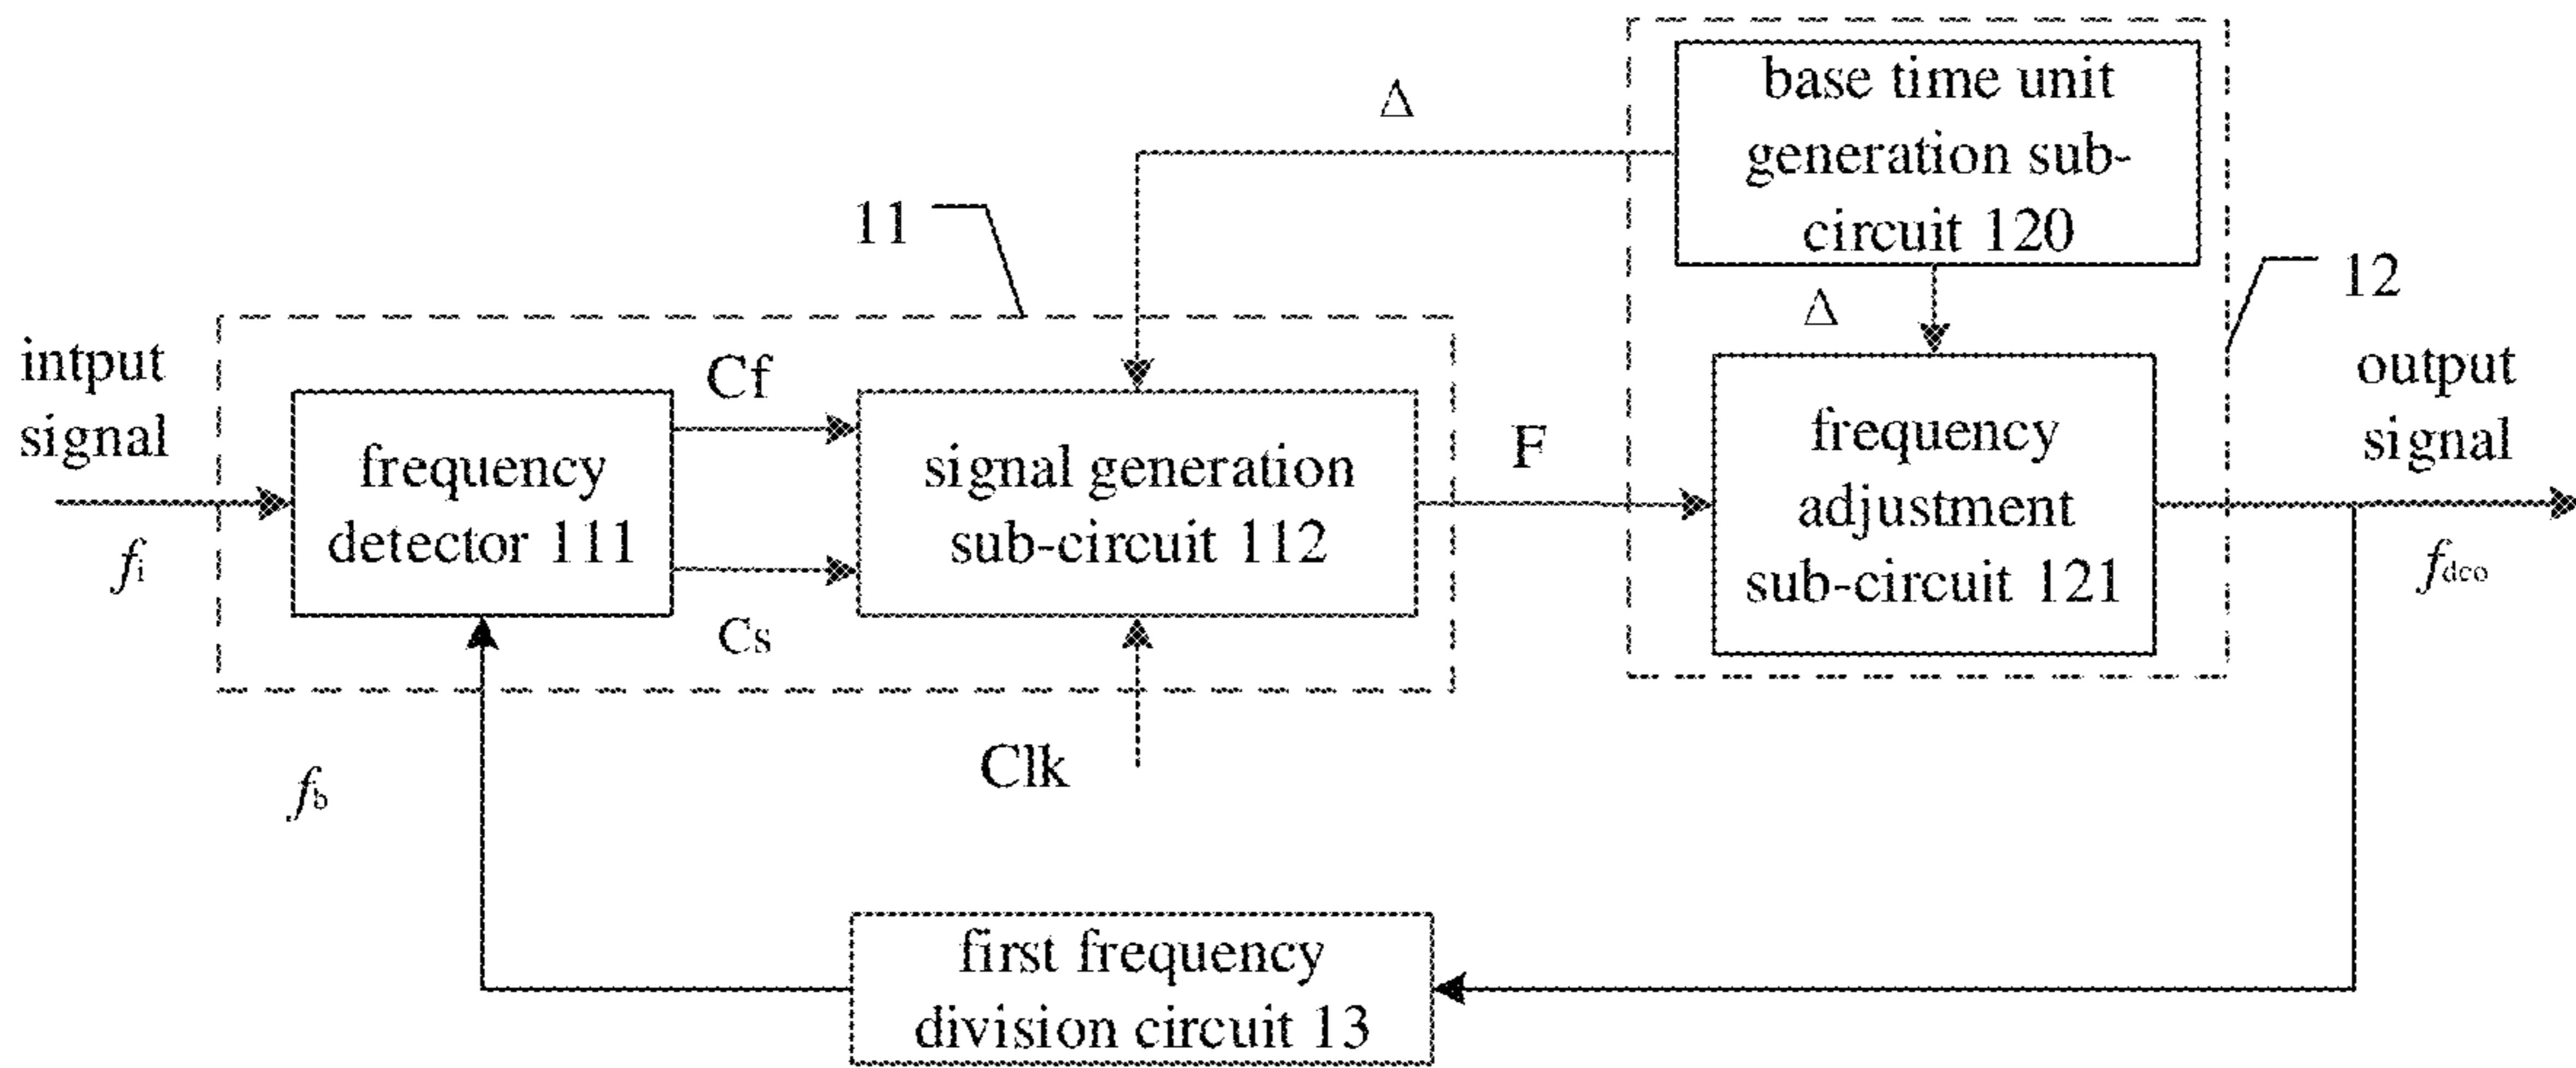 base time unit
generation sub-
circuit 120
Δ
11
12
Δ
intput
signal
fi
Cf
frequency
detector 111
Cs
signal generation
sub-circuit 112
F
frequency
adjustment
sub-circuit 121
output
signal
fdco
Clk
fb
first frequency
division circuit 13